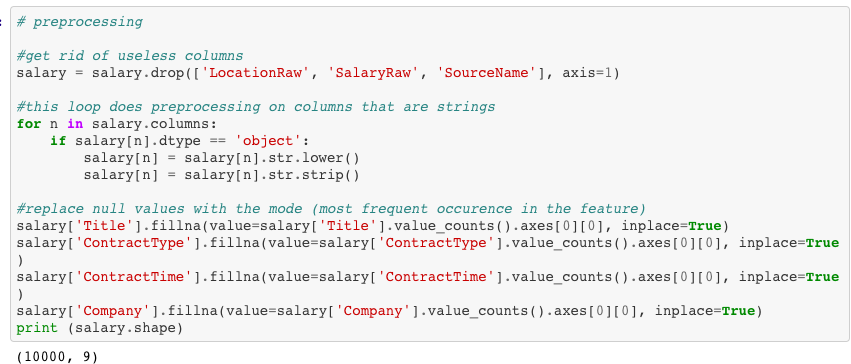 # preprocessing
#get rid of useless columns
salary = salary.drop(['LocationRaw', 'SalaryRaw', 'SourceName'], axis=1)
#this loop does preprocessing on columns that are strings
for n in salary.columns:
    if salary[n].dtype == 'object':
        salary[n] = salary[n].str.lower()
        salary[n] = salary[n].str.strip()
#replace null values with the mode (most frequent occurence in the feature)
salary['Title'].fillna(value=salary['Title'].value_counts().axes[0][0], inplace=True)
salary['ContractType'].fillna(value=salary['ContractType'].value_counts().axes[0][0], inplace=True
)
salary['ContractTime'].fillna(value=salary['ContractTime'].value_counts().axes[0][0], inplace=True
)
salary['Company'].fillna(value=salary['Company'].value_counts().axes[0][0], inplace=True)
print (salary.shape)
(10000, 9)